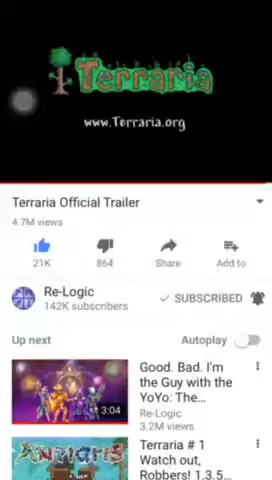 Terraria
www.Terraria.org
Terraria Official Trailer
4.7M views
21K
864
Share
Add to
Re-Logic
142K subscribers
SUBSCRIBED
Up next
Autoplay
3:04
Good. Bad. I'm
the Guy with the
YoYo: The...
Re-Logic
3.2M views
Terraria # 1
Watch out,
Robbers! 1.3.5...